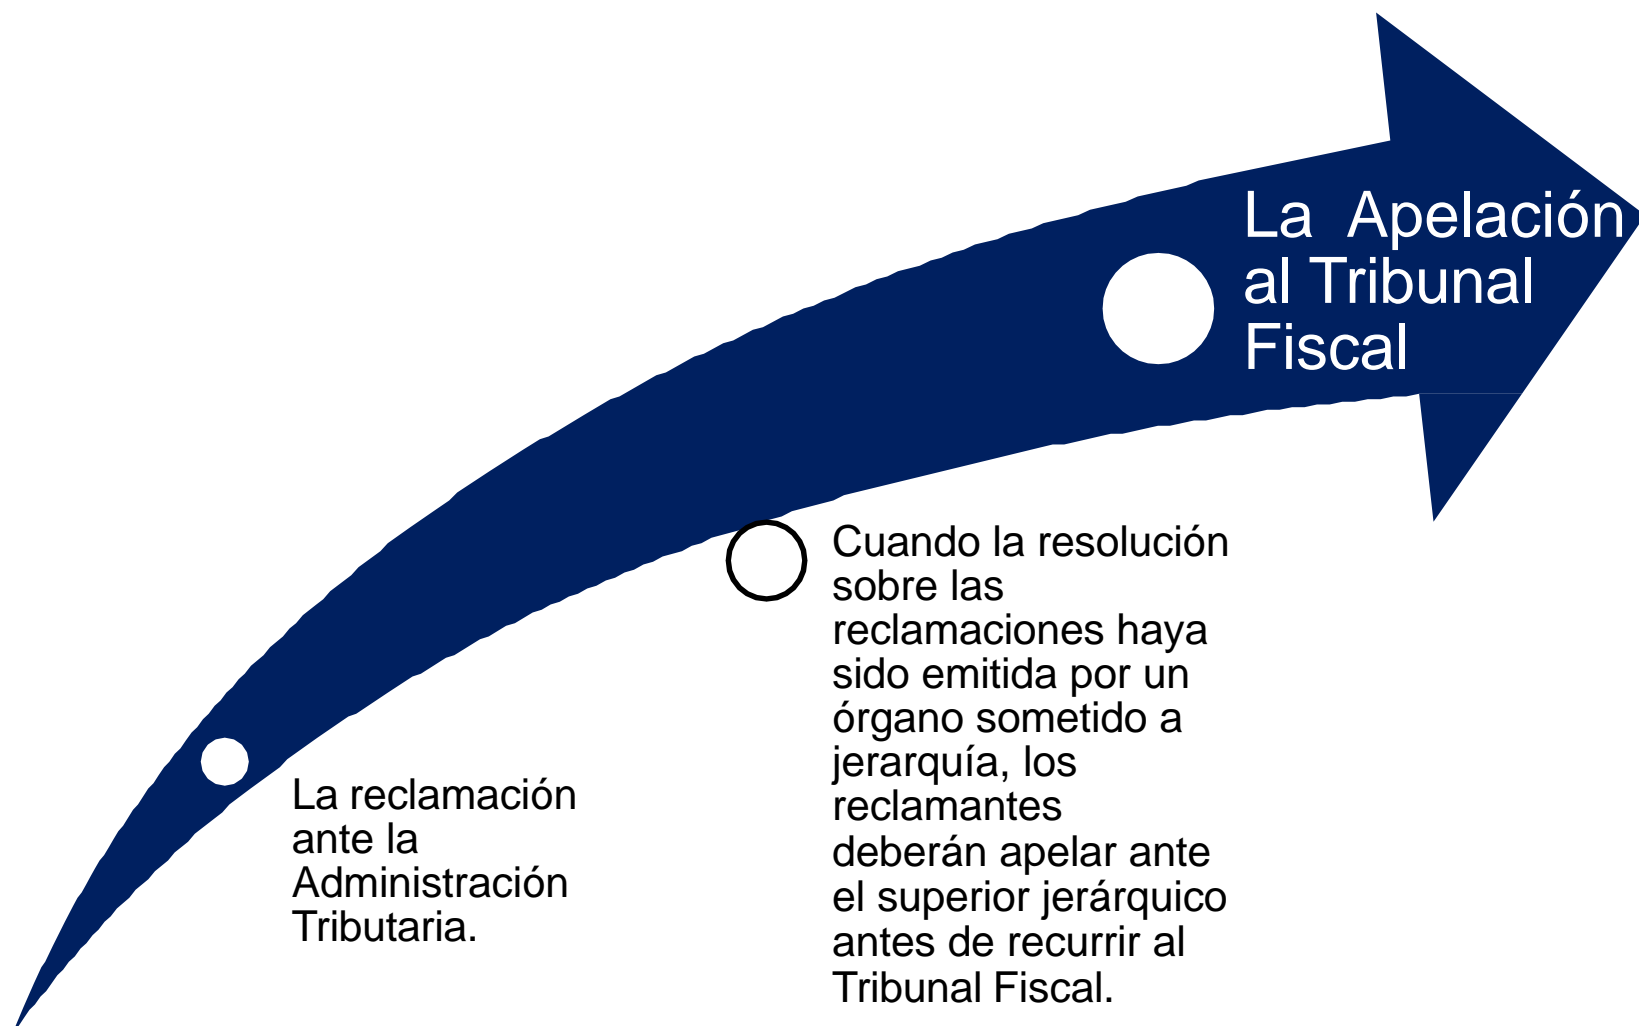 La Apelación
al Tribunal
Fiscal
La reclamación
ante la
Administración
Tributaria.
Cuando la resolución
sobre las
reclamaciones haya
sido emitida por un
órgano sometido a
jerarquía, los
reclamantes
deberán apelar ante
el superior jerárquico
antes de recurrir al
Tribunal Fiscal.